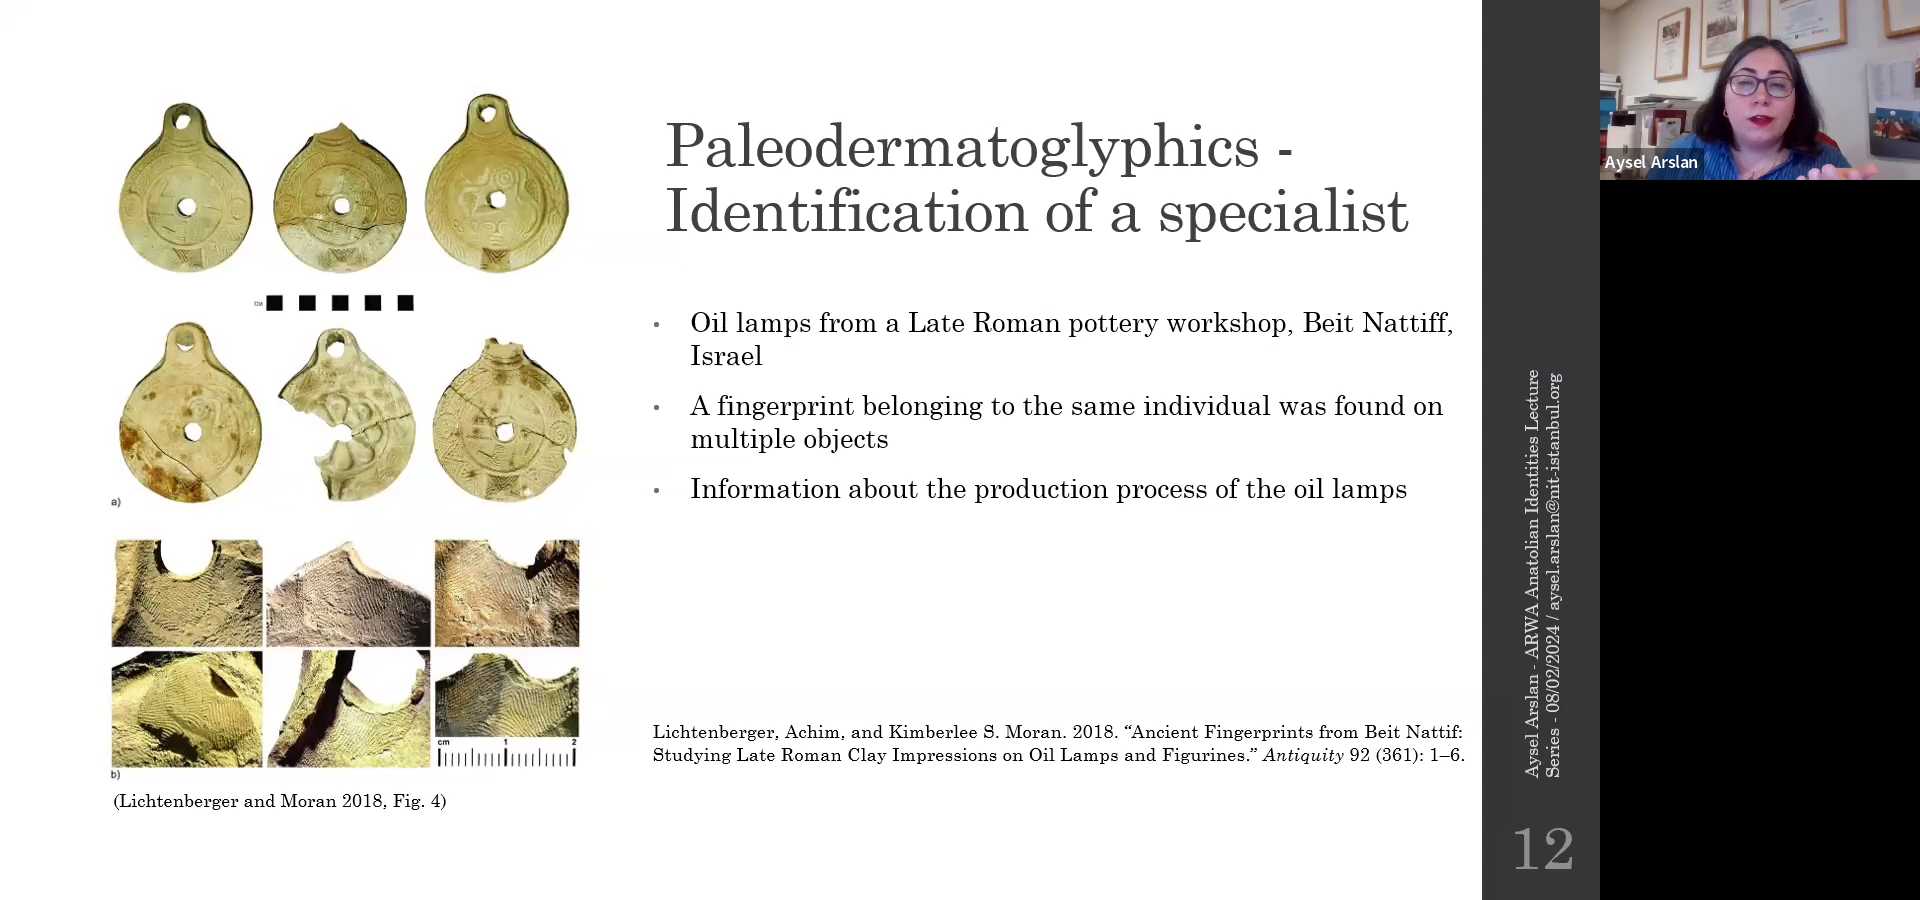 Paleodermatoglyphics -
Identification of a specialist
• Oil lamps from a Late Roman pottery workshop, Beit Nattiff,
Israel
• A fingerprint belonging to the same individual was found on
multiple objects
• Information about the production process of the oil lamps
Lichtenberger, Achim, and Kimberlee S. Moran. 2018. “Ancient Fingerprints from Beit Nattif:
Studying Late Roman Clay Impressions on Oil Lamps and Figurines.” Antiquity 92 (361): 1–6.
CM
a)
cm 1 2
b)
(Lichtenberger and Moran 2018, Fig. 4)
Aysel Arslan - ARWA Anatolian Identities Lecture
Series - 08/02/2024 / aysel.arslan@nit-istanbul.org
12
Aysel Arslan